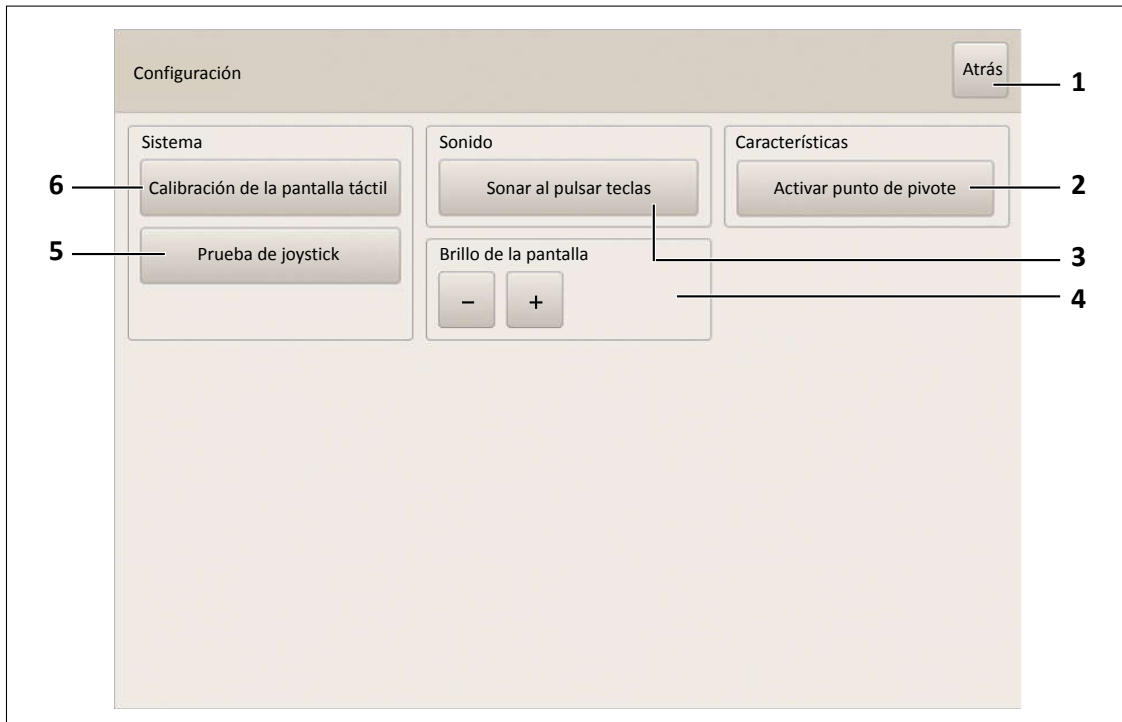 Configuración
Atrás
1
Sistema
Sonido
Características
6
Calibración de la pantalla táctil
Sonar al pulsar teclas
Activar punto de pivote
2
5
Prueba de joystick
Brillo de la pantalla
3
−
+
4